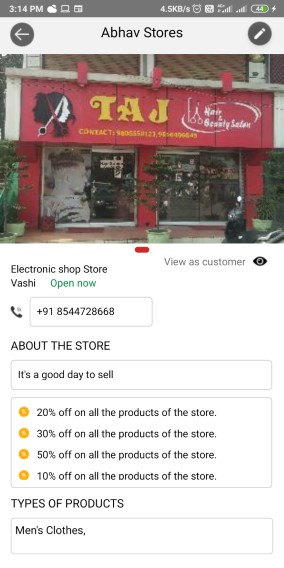 3:14 PM
4.5KB/s
44
Abhav Stores
TAJ
Hair
&
Beauty Salon
View as customer
Electronic shop Store
Vashi Open now
+91 8544728668
ABOUT THE STORE
It's a good day to sell
20% off on all the products of the store.
30% off on all the products of the store.
50% off on all the products of the store.
10% off on all the products of the store.
TYPES OF PRODUCTS
Men's Clothes,